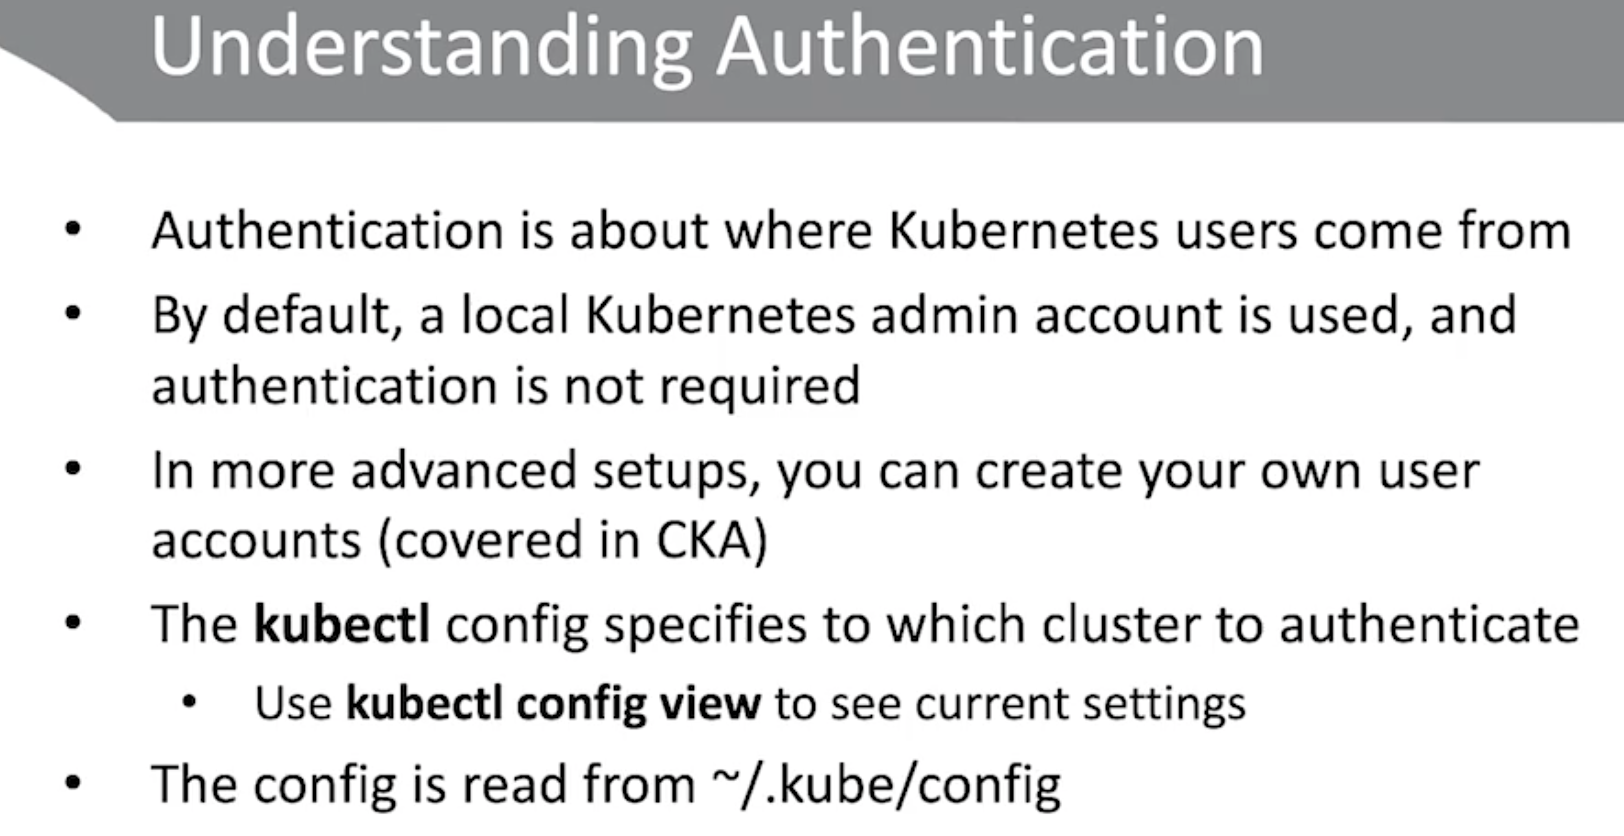 Understanding Authentication
• Authentication is about where Kubernetes users come from
• By default, a local Kubernetes admin account is used, and
authentication is not required
• In more advanced setups, you can create your own user
accounts (covered in CKA)
• The kubectl config specifies to which cluster to authenticate
• Use kubectl config view to see current settings
• The config is read from ~/.kube/config